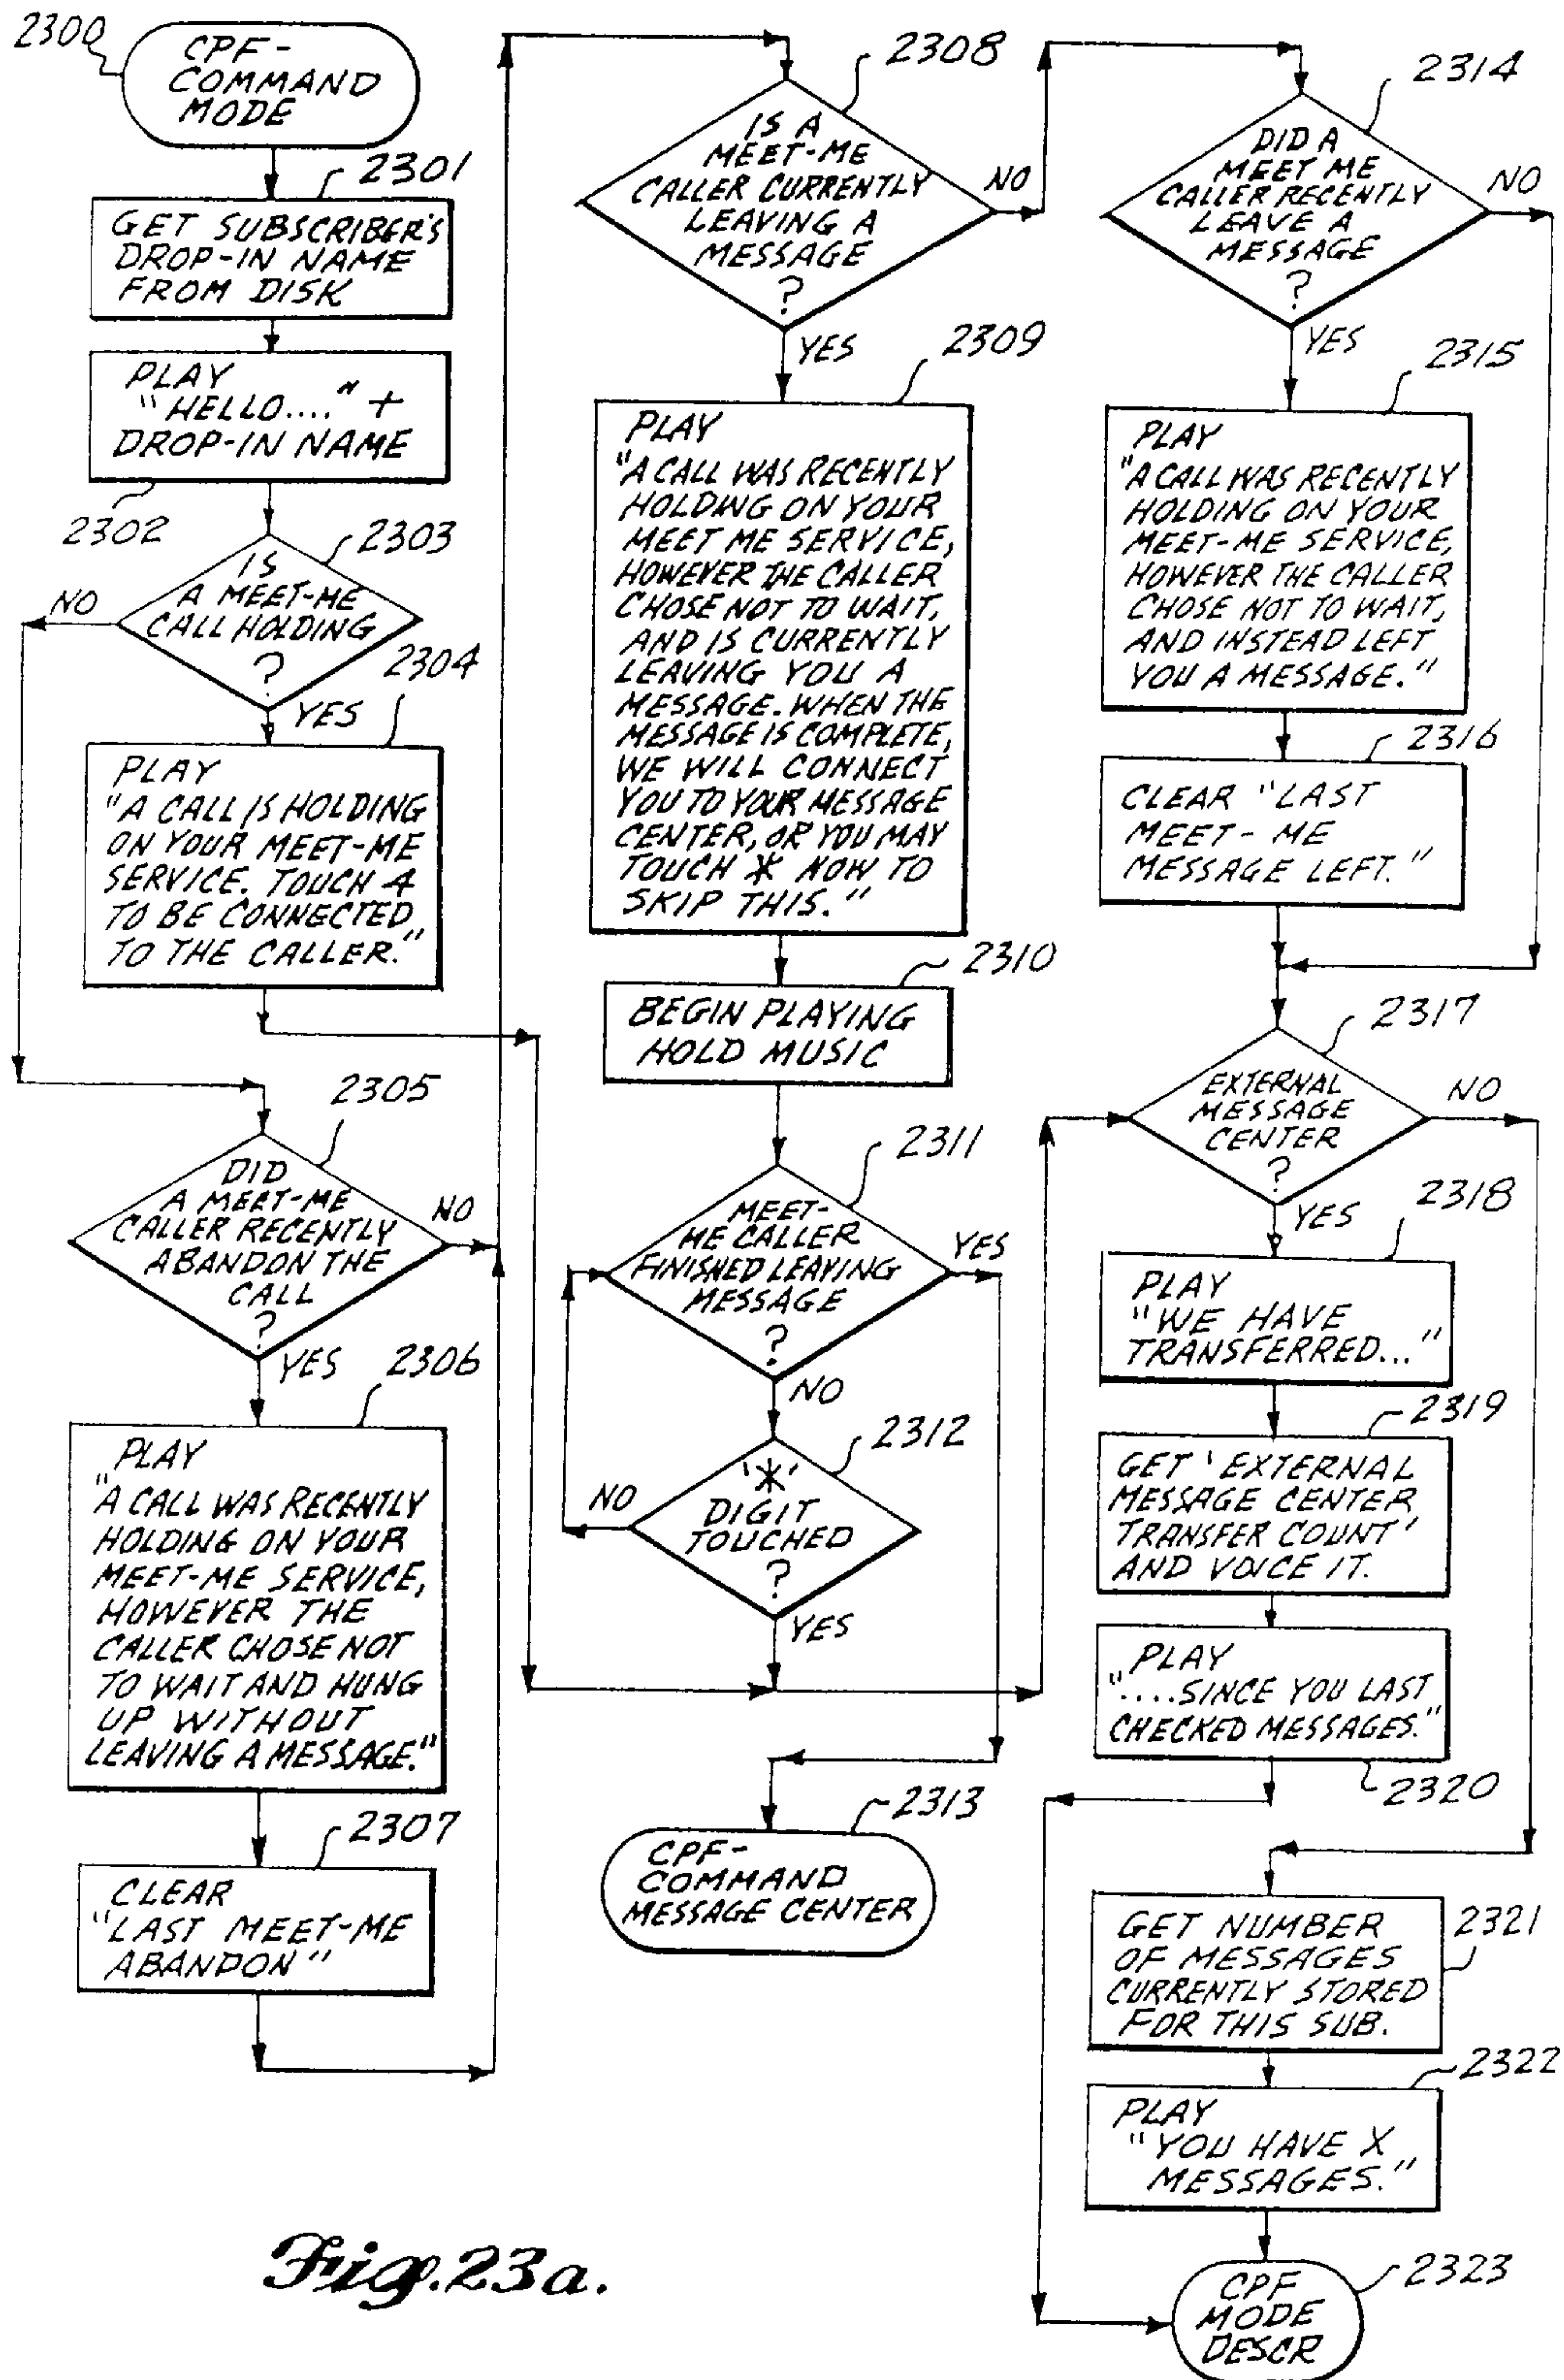 2300
CPF-
COMMAND
MODE
2301
GET SUBSCRIBER'S
DROP-IN NAME
FROM DISK
PLAY
"HELLO...." +
DROP-IN NAME
2302
2303
IS
A MEET-ME
CALL HOLDING
?
NO
YES
2304
PLAY
"A CALL IS HOLDING
ON YOUR MEET-ME
SERVICE. TOUCH 4
TO BE CONNECTED
TO THE CALLER."
2305
DID
A MEET-ME
CALLER RECENTLY
ABANDON THE
CALL
?
NO
YES
2306
PLAY
"A CALL WAS RECENTLY
HOLDING ON YOUR
MEET-ME SERVICE,
HOWEVER THE
CALLER CHOSE NOT
TO WAIT AND HUNG
UP WITHOUT
LEAVING A MESSAGE."
2307
CLEAR
"LAST MEET-ME
ABANDON"
2308
IS A
MEET-ME
CALLER CURRENTLY
LEAVING A
MESSAGE
?
NO
YES
2309
PLAY
"A CALL WAS RECENTLY
HOLDING ON YOUR
MEET ME SERVICE,
HOWEVER THE CALLER
CHOSE NOT TO WAIT,
AND IS CURRENTLY
LEAVING YOU A
MESSAGE. WHEN THE
MESSAGE IS COMPLETE,
WE WILL CONNECT
YOU TO YOUR MESSAGE
CENTER, OR YOU MAY
TOUCH * NOW TO
SKIP THIS."
2310
BEGIN PLAYING
HOLD MUSIC
2311
MEET-
ME CALLER
FINISHED LEAVING
MESSAGE
?
YES
NO
2312
'*'
DIGIT
TOUCHED
?
NO
YES
2313
CPF-
COMMAND
MESSAGE CENTER
2314
DID A
MEET ME
CALLER RECENTLY
LEAVE A
MESSAGE
?
NO
YES
2315
PLAY
"A CALL WAS RECENTLY
HOLDING ON YOUR
MEET-ME SERVICE,
HOWEVER THE CALLER
CHOSE NOT TO WAIT,
AND INSTEAD LEFT
YOU A MESSAGE."
2316
CLEAR "LAST
MEET-ME
MESSAGE LEFT."
2317
EXTERNAL
MESSAGE
CENTER
?
NO
YES
2318
PLAY
"WE HAVE
TRANSFERRED..."
2319
GET 'EXTERNAL
MESSAGE CENTER
TRANSFER COUNT'
AND VOICE IT.
PLAY
"....SINCE YOU LAST
CHECKED MESSAGES."
2320
GET NUMBER
OF MESSAGES
CURRENTLY STORED
FOR THIS SUB.
2321
2322
PLAY
"YOU HAVE X
MESSAGES."
2323
CPF
MODE
DESCR
Fig. 23a.